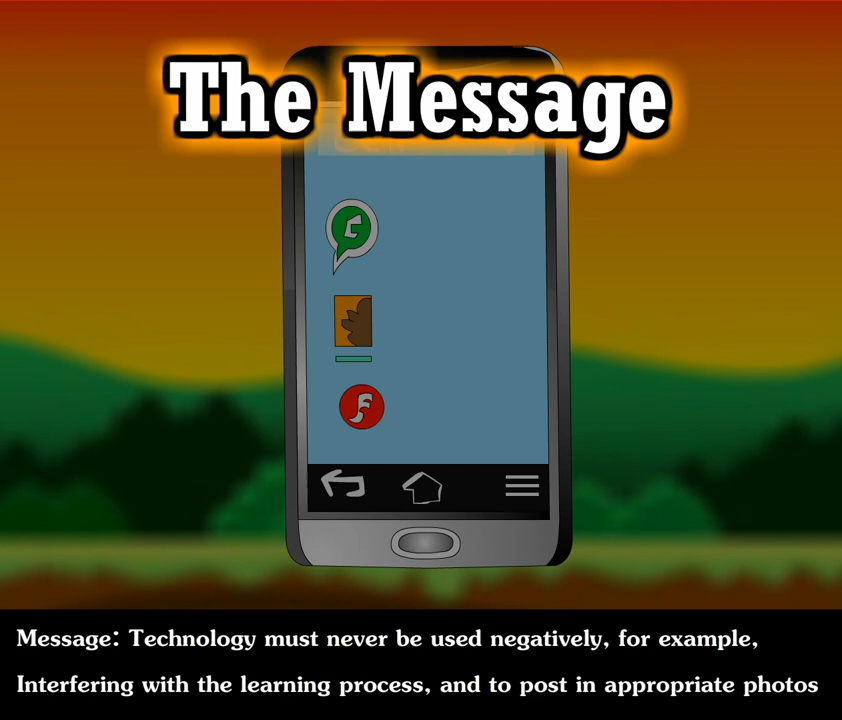 The Message
Message: Technology must never be used negatively, for example,
Interfering with the learning process, and to post in appropriate photos